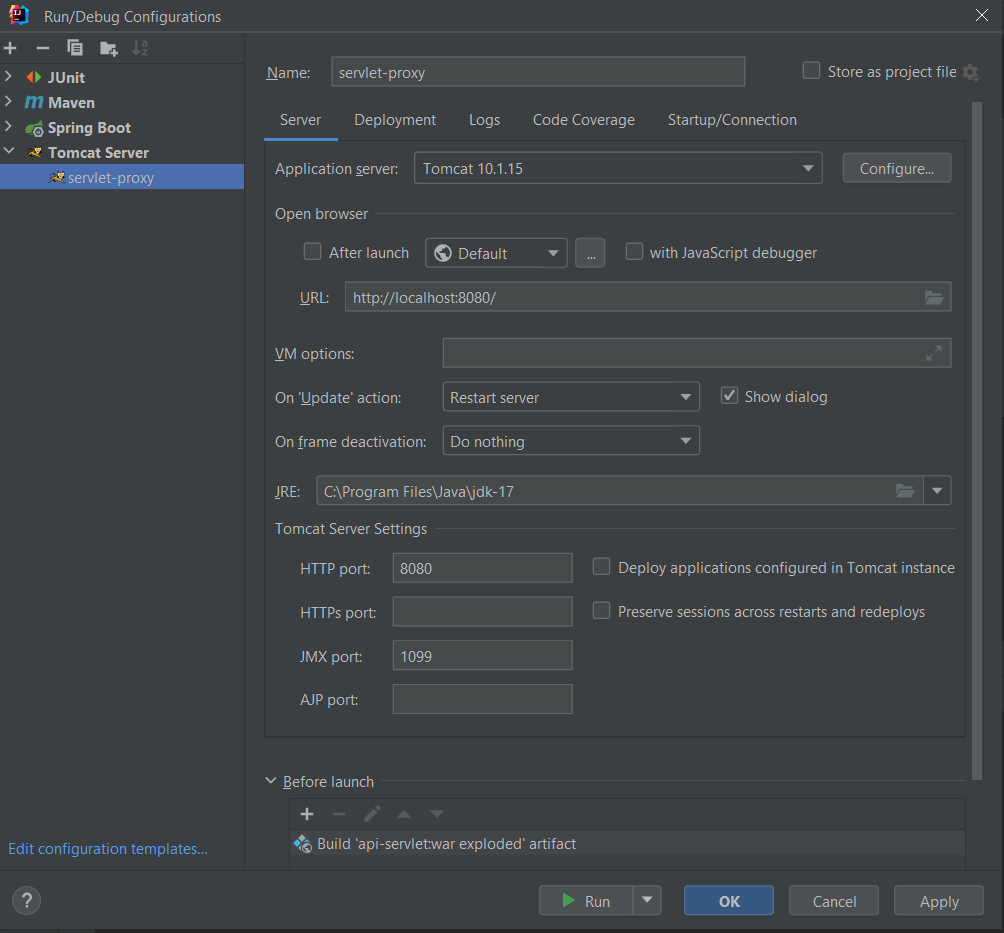 Run/Debug Configurations
JUnit
Maven
Spring Boot
Tomcat Server
servlet-proxy
Edit configuration templates...
Name: servlet-proxy Store as project file
Server Deployment Logs Code Coverage Startup/Connection
Application server: Tomcat 10.1.15 Configure...
Open browser
After launch Default ... with JavaScript debugger
URL: http://localhost:8080/
VM options:
On 'Update' action: Restart server Show dialog
On frame deactivation: Do nothing
JRE: C:\Program Files\Java\jdk-17
Tomcat Server Settings
HTTP port: 8080 Deploy applications configured in Tomcat instance
HTTPs port: Preserve sessions across restarts and redeploys
JMX port: 1099
AJP port:
Before launch
Build 'api-servlet:war exploded' artifact
? Run OK Cancel Apply